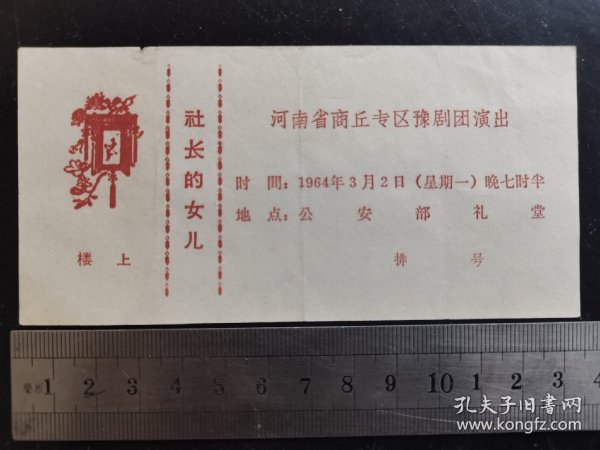 社长的女儿
河南省商丘专区豫剧团演出
时間:1964年3月2日(星期一)晚七时半
地点:公安部礼堂
楼上
排号
毫米 1 2 3 4 5 6 7 8 9 10 1 2 3 4
孔夫子旧书网
www.kongfz.com